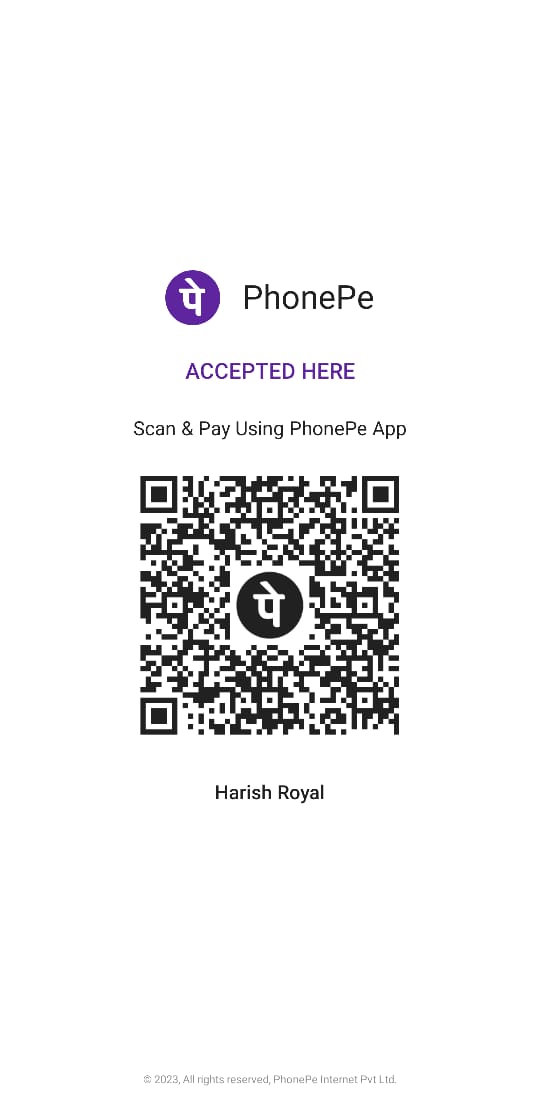 पे PhonePe
ACCEPTED HERE
Scan & Pay Using PhonePe App
पे
Harish Royal
© 2023, All rights reserved, PhonePe Internet Pvt Ltd.